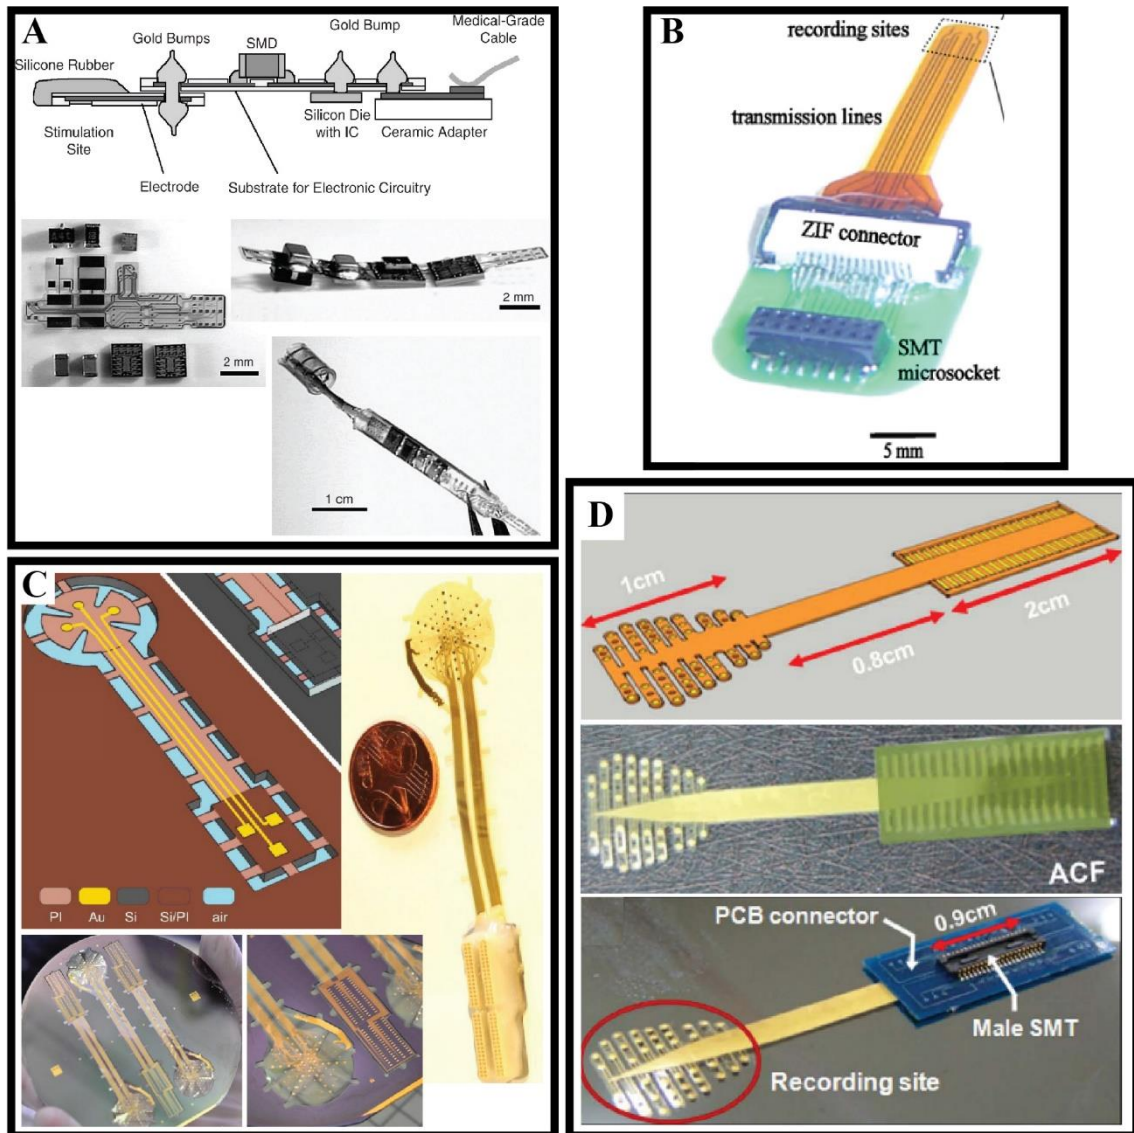 A
Gold Bumps
SMD
Gold Bump
Medical-Grade
Cable
Silicone Rubber
Stimulation
Site
Silicon Die
with IC
Ceramic Adapter
Electrode
Substrate for Electronic Circuitry
2 mm
2 mm
1 cm
B
recording sites
transmission lines
ZIF connector
SMT
microsocket
5 mm
C
PI
Au
Si
Si/PI
air
D
1cm
2cm
0.8cm
ACF
PCB connector
0.9cm
Male SMT
Recording site